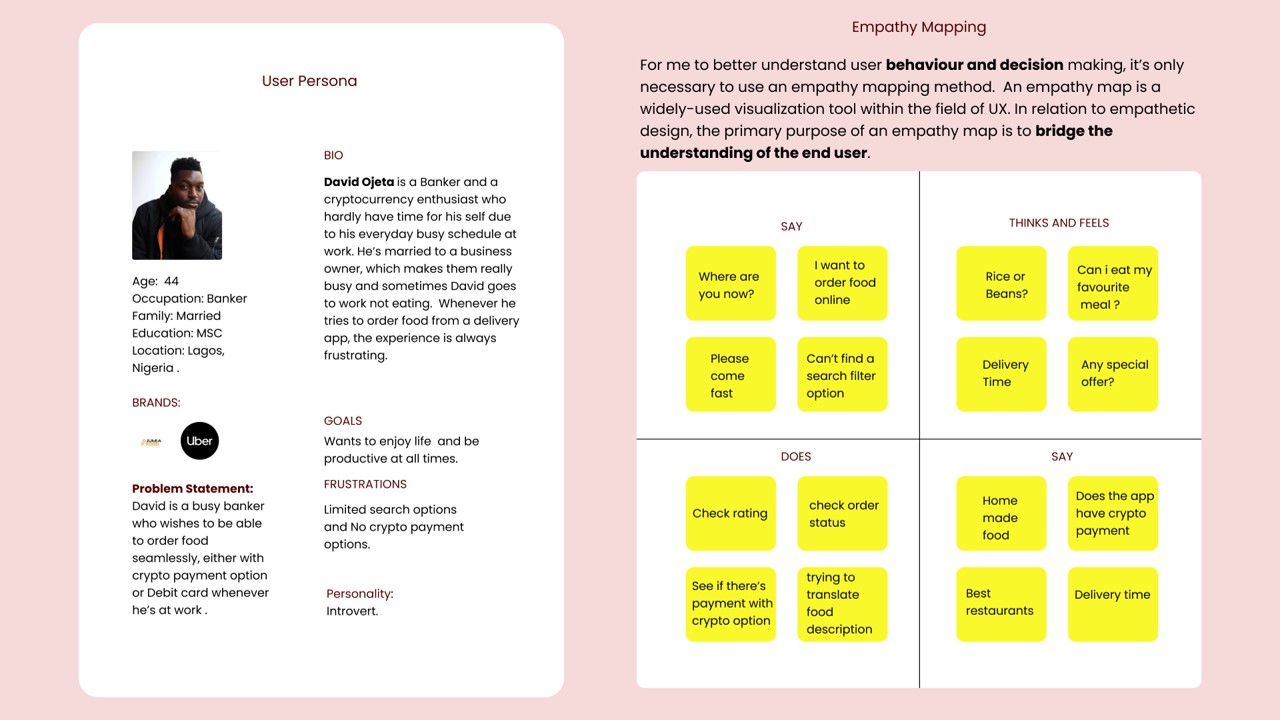 User Persona
BIO
David Ojeta is a Banker and a
cryptocurrency enthusiast who
hardly have time for his self due
to his everyday busy schedule at
work. He’s married to a business
owner, which makes them really
busy and sometimes David goes
to work not eating.  Whenever he
tries to order food from a delivery
app, the experience is always
frustrating.
Age:  44
Occupation: Banker
Family: Married
Education: MSC
Location: Lagos,
Nigeria .
BRANDS:
Uber
Problem Statement:
David is a busy banker
who wishes to be able
to order food
seamlessly, either with
crypto payment option
or Debit card whenever
he’s at work .
GOALS
Wants to enjoy life  and be
productive at all times.
FRUSTRATIONS
Limited search options
and No crypto payment
options.
Personality:
Introvert.
Empathy Mapping
For me to better understand user behaviour and decision making, it’s only
necessary to use an empathy mapping method.  An empathy map is a
widely-used visualization tool within the field of UX. In relation to empathetic
design, the primary purpose of an empathy map is to bridge the
understanding of the end user.
SAY
Where are
you now?
I want to
order food
online
Please
come
fast
Can’t find a
search filter
option
THINKS AND FEELS
Rice or
Beans?
Can i eat my
favourite
meal ?
Delivery
Time
Any special
offer?
DOES
Check rating
check order
status
See if there’s
payment with
crypto option
trying to
translate
food
description
SAY
Home
made
food
Does the app
have crypto
payment
Best
restaurants
Delivery time